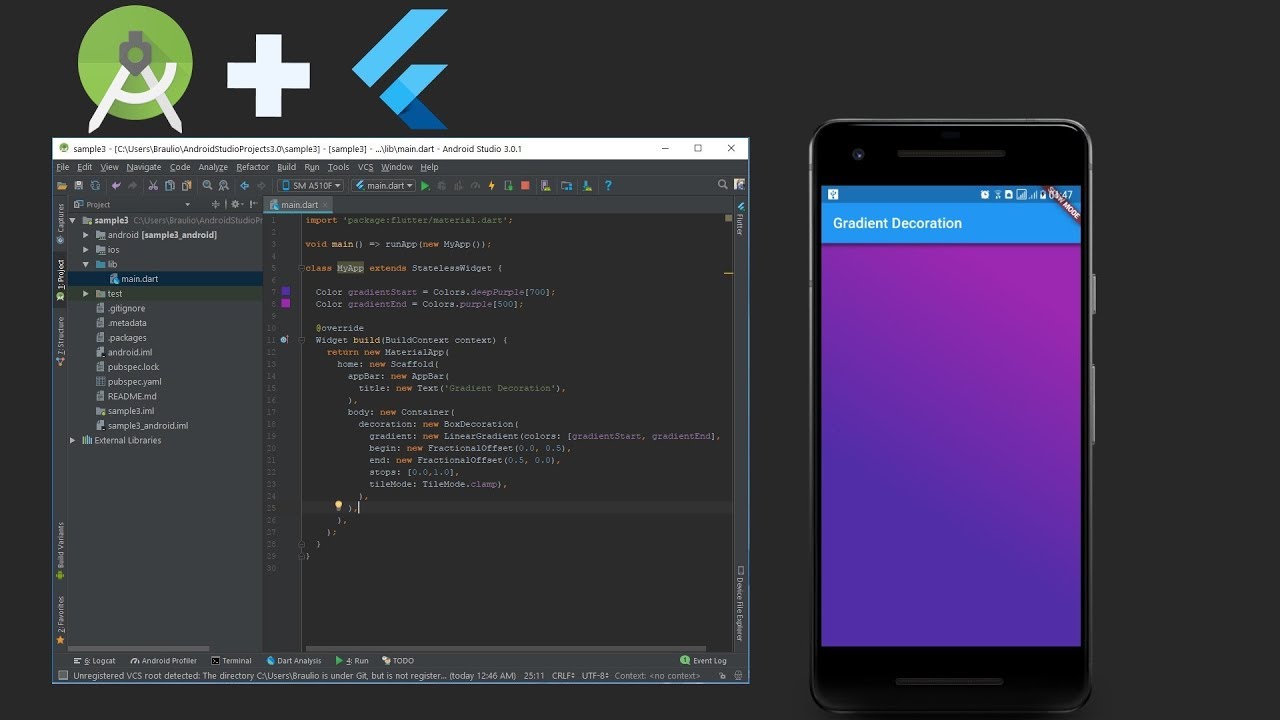 sample3 - [C:\Users\Braulio\AndroidStudioProjects3.0\sample3] - [sample3] - ...\lib\main.dart - Android Studio 3.0.1
File Edit View Navigate Code Analyze Refactor Build Run Tools VCS Window Help
SM A510F main.dart
Project
main.dart
Captures
1: Project
7: Structure
Build Variants
2: Favorites
sample3 C:\Users\Braulio\AndroidStudioPr
android [sample3_android]
ios
lib
main.dart
test
.gitignore
.metadata
.packages
android.iml
pubspec.lock
pubspec.yaml
README.md
sample3.iml
sample3_android.iml
External Libraries
1 import 'package:flutter/material.dart';
2
3 void main() => runApp(new MyApp());
4
5 class MyApp extends StatelessWidget {
6
7 Color gradientStart = Colors.deepPurple[700];
8 Color gradientEnd = Colors.purple[500];
9
10 @override
11 Widget build(BuildContext context) {
12 return new MaterialApp(
13 home: new Scaffold(
14 appBar: new AppBar(
15 title: new Text('Gradient Decoration'),
16 ),
17 body: new Container(
18 decoration: new BoxDecoration(
19 gradient: new LinearGradient(colors: [gradientStart, gradientEnd],
20 begin: new FractionalOffset(0.0, 0.5),
21 end: new FractionalOffset(0.5, 0.0),
22 stops: [0.0,1.0],
23 tileMode: TileMode.clamp),
24 ),
25 ),
26 ),
27 );
28 }
29 }
30
Flutter
Device File Explorer
6: Logcat Android Profiler Terminal Dart Analysis 4: Run TODO Event Log
Unregistered VCS root detected: The directory C:\Users\Braulio is under Git, but is not register... (today 12:46 AM) 25:11 CRLF UTF-8 Context: <no context>
01:47
MODE
Gradient Decoration